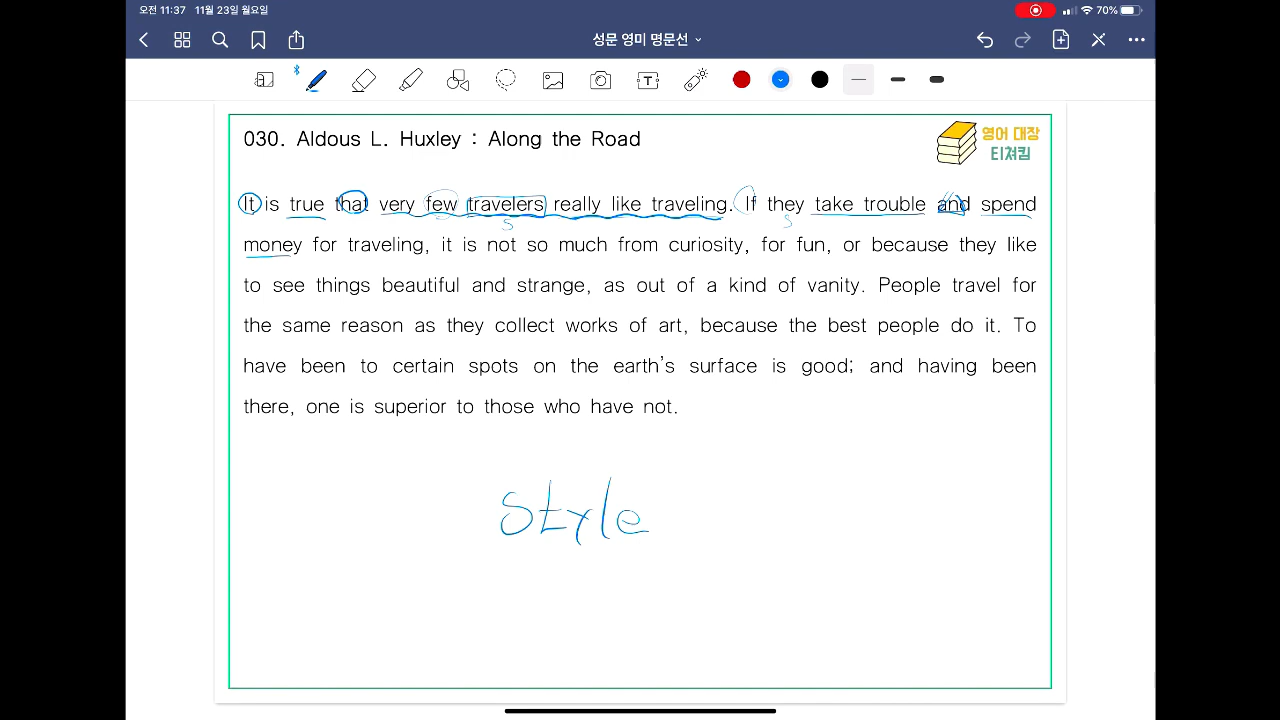 오전 11:37 11월 23일 월요일
70%
성문 영미 명문선
T
030. Aldous L. Huxley : Along the Road
영어 대장
티쳐킴
It is true that very few travelers really like traveling. If they take trouble and spend
s s
money for traveling, it is not so much from curiosity, for fun, or because they like
to see things beautiful and strange, as out of a kind of vanity. People travel for
the same reason as they collect works of art, because the best people do it. To
have been to certain spots on the earth's surface is good; and having been
there, one is superior to those who have not.
Style